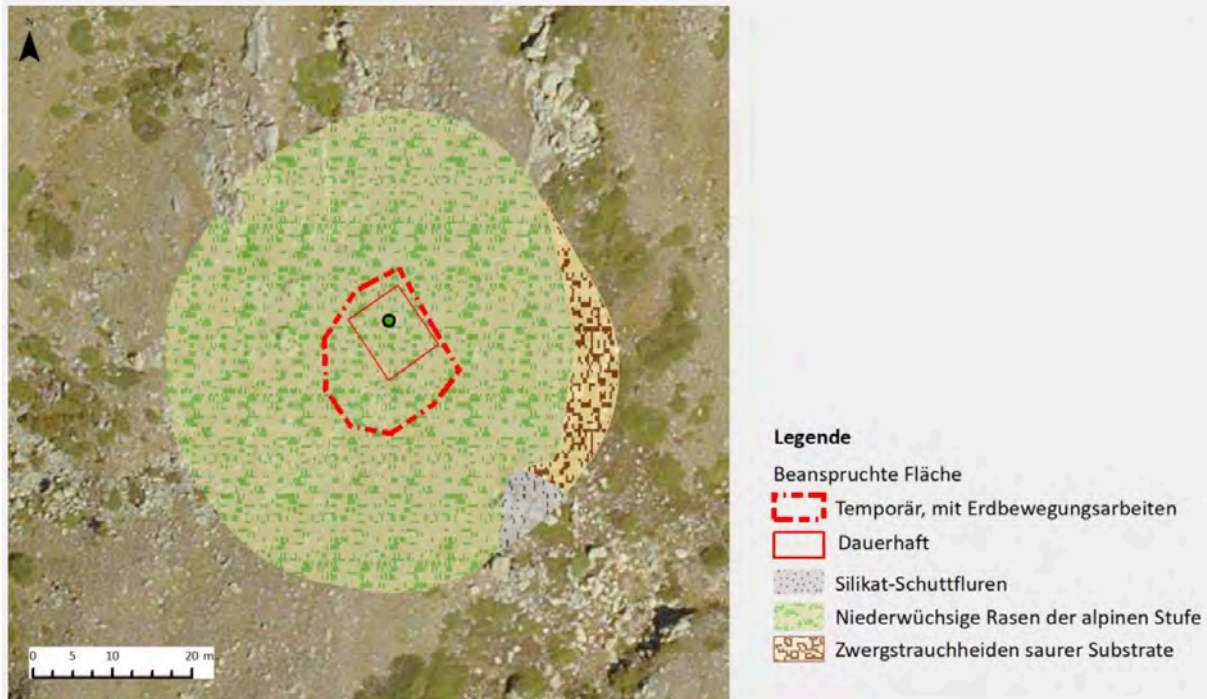 N
0 5 10 20 m
Legende
Beanspruchte Fläche
Temporär, mit Erdbewegungsarbeiten
Dauerhaft
Silikat-Schuttfluren
Niederwüchsige Rasen der alpinen Stufe
Zwergstrauchheiden saurer Substrate